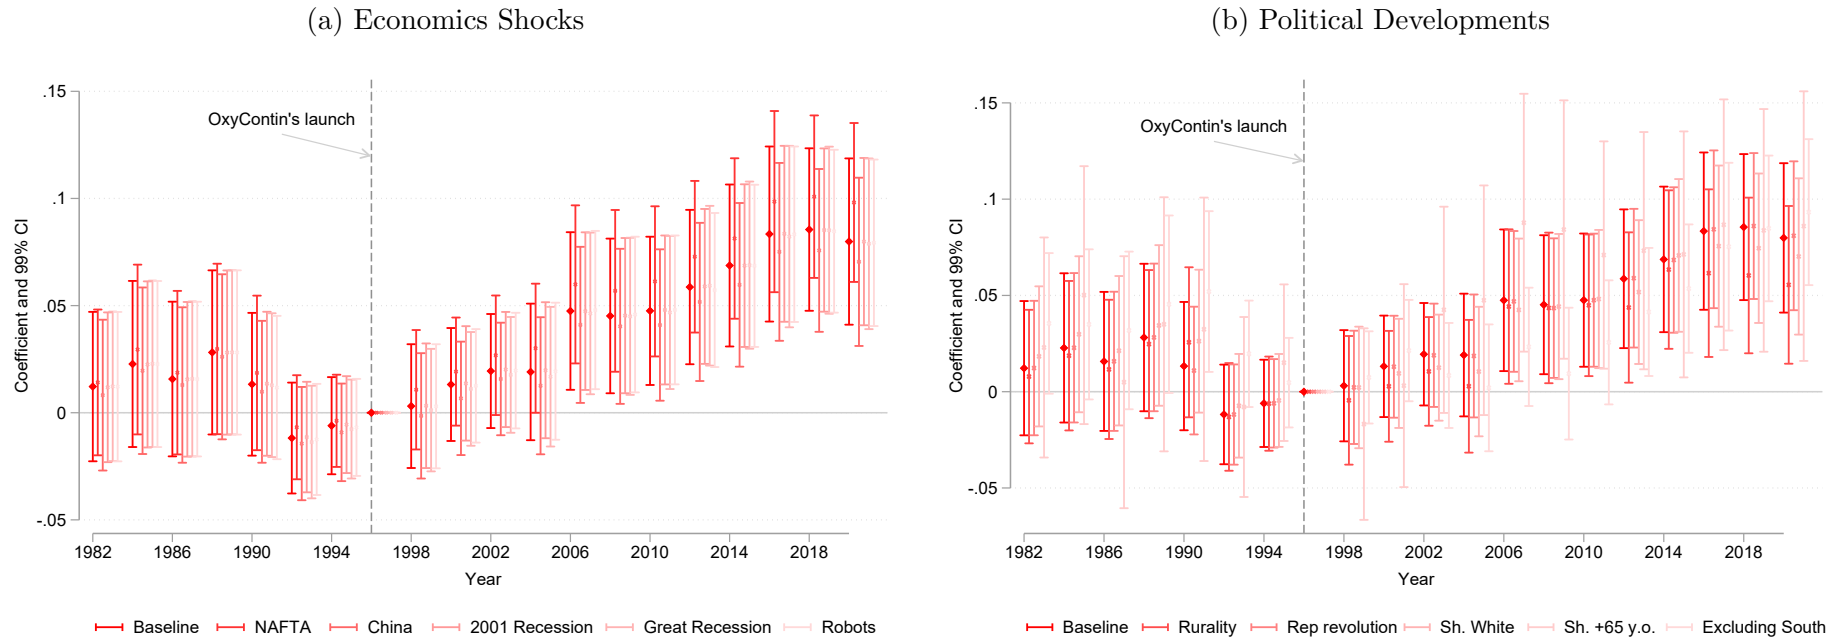 (a) Economics Shocks
Coefficient and 99% CI
.15
.1
.05
0
-.05
OxyContin's launch
1982 1986 1990 1994 1998 2002 2006 2010 2014 2018
Year
Baseline NAFTA China 2001 Recession Great Recession Robots
(b) Political Developments
Coefficient and 99% CI
.15
.1
.05
0
-.05
OxyContin's launch
1982 1986 1990 1994 1998 2002 2006 2010 2014 2018
Year
Baseline Rurality Rep revolution Sh. White Sh. +65 y.o. Excluding South